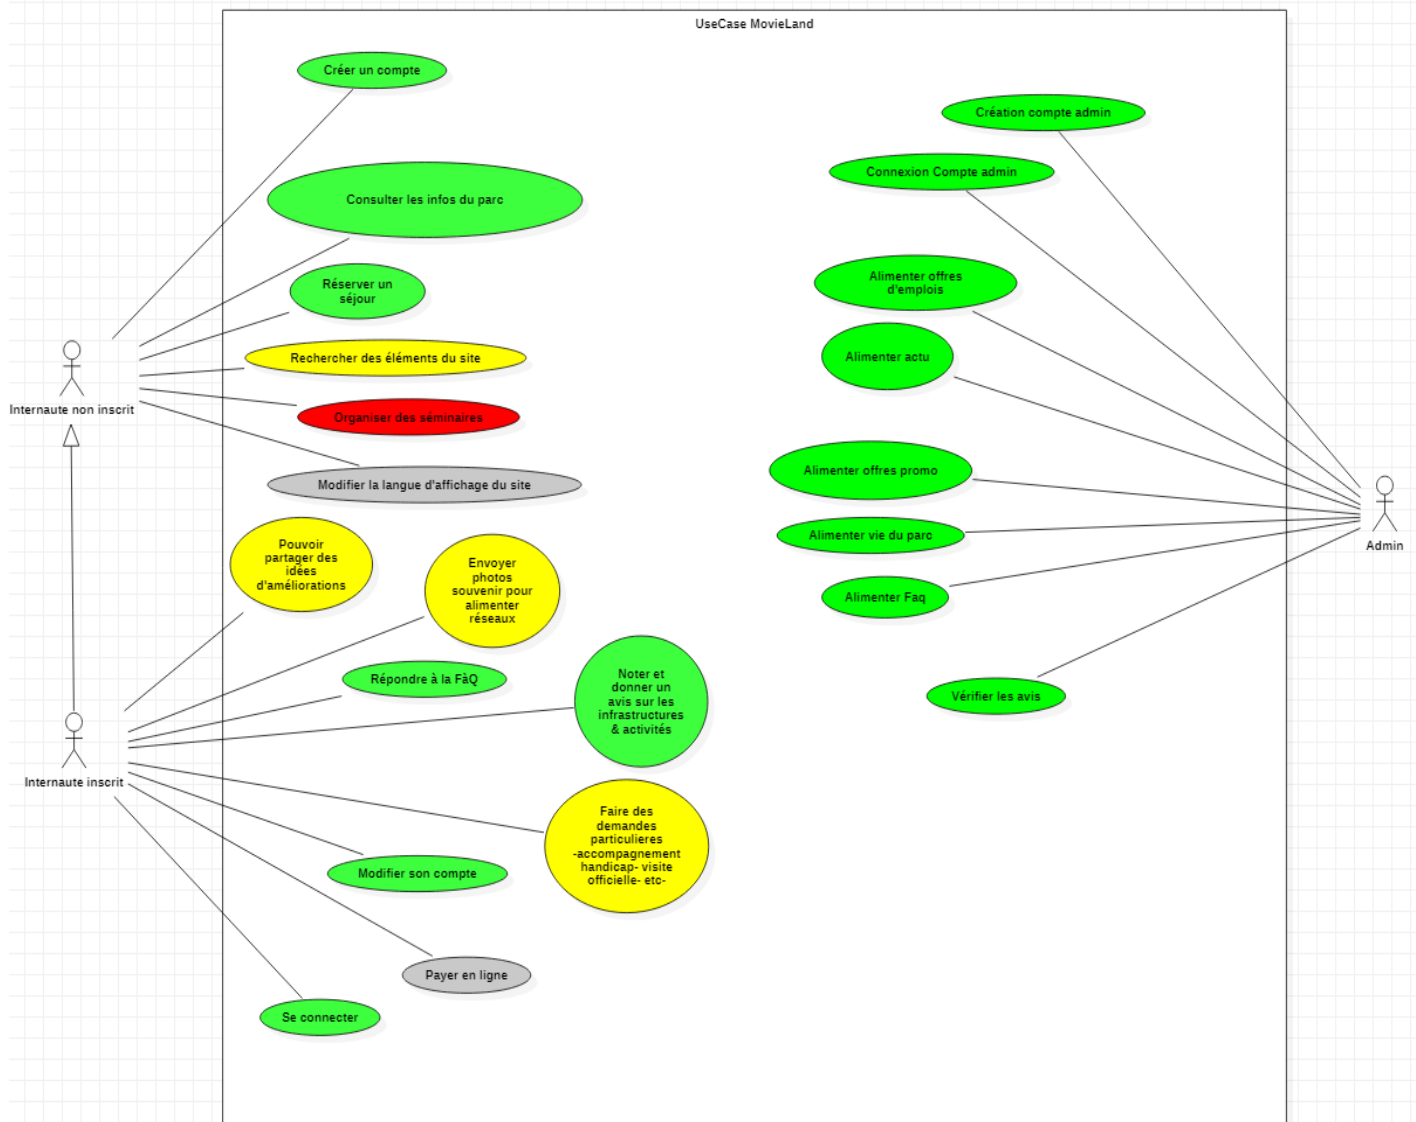 UseCase MovieLand
Créer un compte
Création compte admin
Connexion Compte admin
Consulter les infos du parc
Réserver un
séjour
Alimenter offres
d'emplois
Rechercher des éléments du site
Alimenter actu
Internaute non inscrit
Organiser des séminaires
Modifier la langue d'affichage du site
Alimenter offres promo
Pouvoir
partager des
idées
d'améliorations
Envoyer
photos
souvenir pour
alimenter
réseaux
Alimenter vie du parc
Admin
Alimenter Faq
Répondre à la FàQ
Noter et
donner un
avis sur les
infrastructures
& activités
Vérifier les avis
Internaute inscrit
Faire des
demandes
particulieres
-accompagnement
handicap- visite
officielle- etc-
Modifier son compte
Payer en ligne
Se connecter